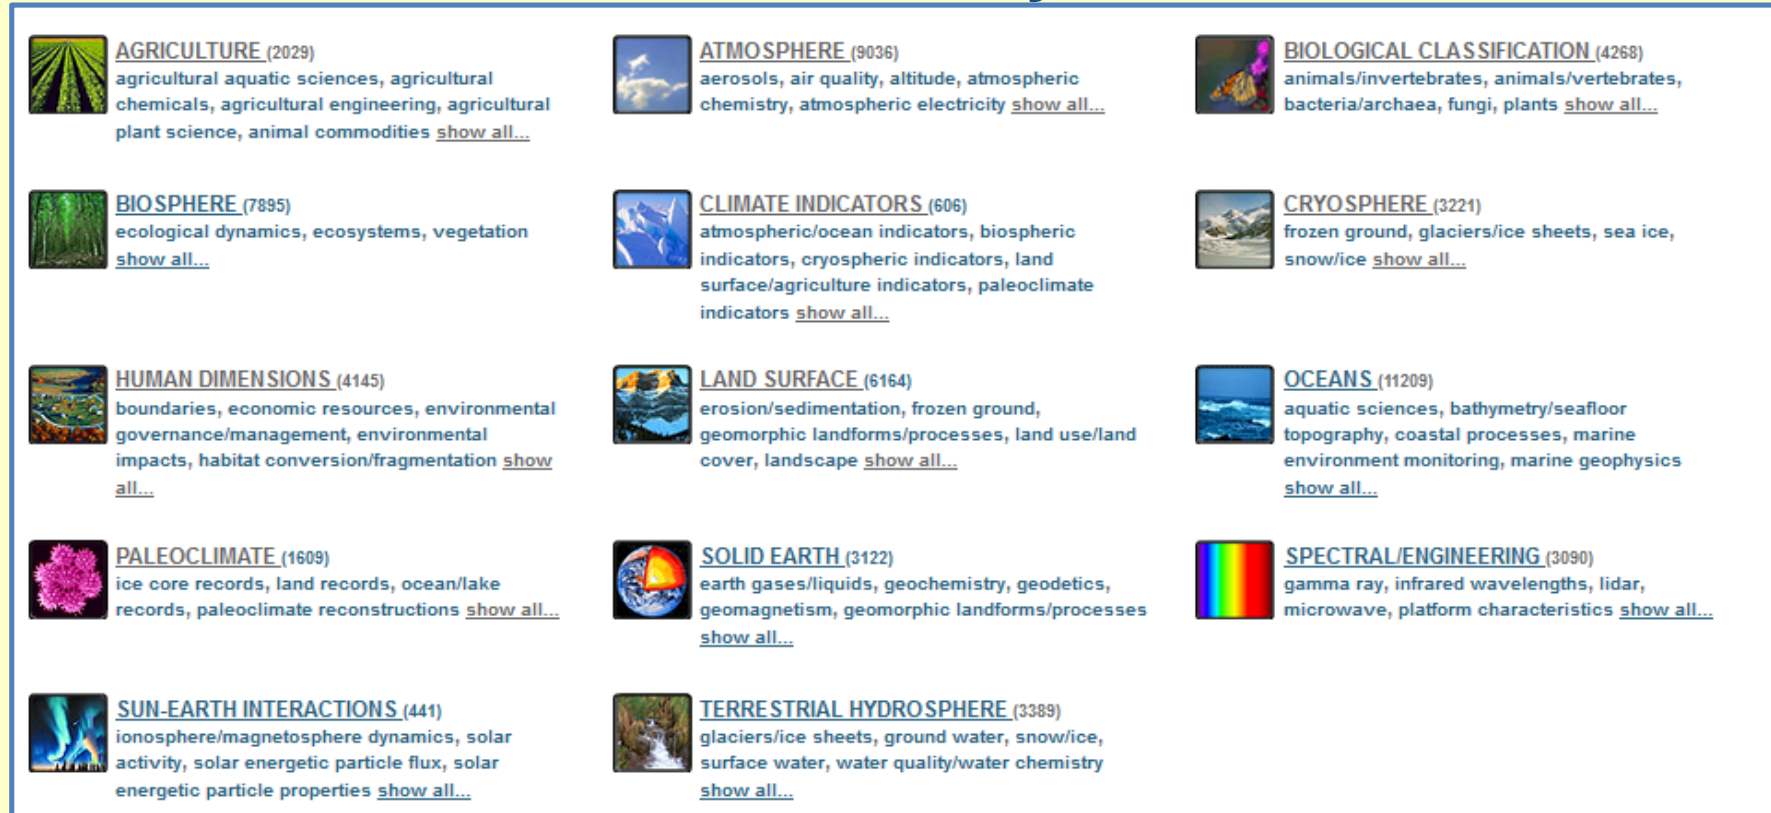 AGRICULTURE (2029)
agricultural aquatic sciences, agricultural
chemicals, agricultural engineering, agricultural
plant science, animal commodities show all...
ATMOSPHERE (9036)
aerosols, air quality, altitude, atmospheric
chemistry, atmospheric electricity show all...
BIOLOGICAL CLASSIFICATION (4268)
animals/invertebrates, animals/vertebrates,
bacteria/archaea, fungi, plants show all...
BIOSPHERE (7895)
ecological dynamics, ecosystems, vegetation
show all...
CLIMATE INDICATORS (606)
atmospheric/ocean indicators, biospheric
indicators, cryospheric indicators, land
surface/agriculture indicators, paleoclimate
indicators show all...
CRYOSPHERE (3221)
frozen ground, glaciers/ice sheets, sea ice,
snow/ice show all...
HUMAN DIMENSIONS (4145)
boundaries, economic resources, environmental
governance/management, environmental
impacts, habitat conversion/fragmentation show
all...
LAND SURFACE (6164)
erosion/sedimentation, frozen ground,
geomorphic landforms/processes, land use/land
cover, landscape show all...
OCEANS (11209)
aquatic sciences, bathymetry/seafloor
topography, coastal processes, marine
environment monitoring, marine geophysics
show all...
PALEOCLIMATE (1609)
ice core records, land records, ocean/lake
records, paleoclimate reconstructions show all...
SOLID EARTH (3122)
earth gases/liquids, geochemistry, geodetics,
geomagnetism, geomorphic landforms/processes
show all...
SPECTRAL/ENGINEERING (3090)
gamma ray, infrared wavelengths, lidar,
microwave, platform characteristics show all...
SUN-EARTH INTERACTIONS (441)
ionosphere/magnetosphere dynamics, solar
activity, solar energetic particle flux, solar
energetic particle properties show all...
TERRESTRIAL HYDROSPHERE (3389)
glaciers/ice sheets, ground water, snow/ice,
surface water, water quality/water chemistry
show all...